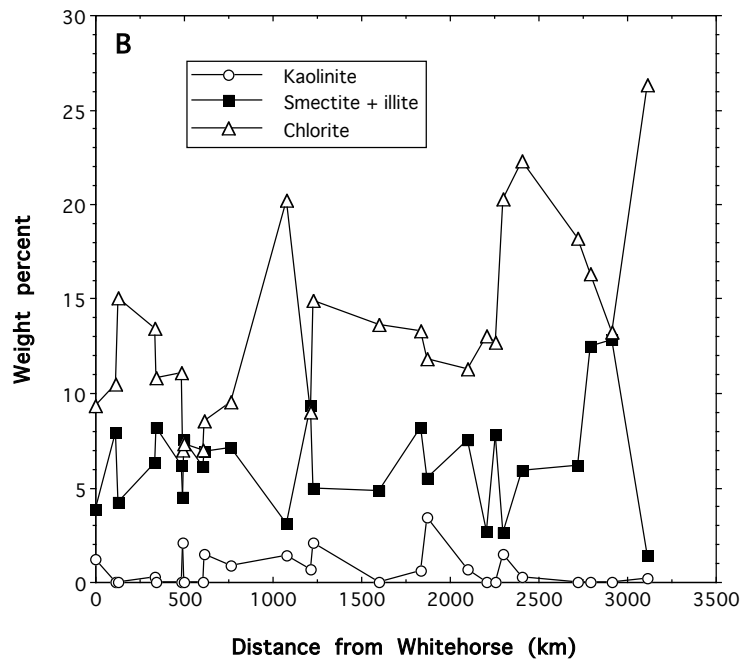 B
Kaolinite
Smectite + illite
Chlorite
30
25
20
15
10
5
0
Weight percent
0 500 1000 1500 2000 2500 3000 3500
Distance from Whitehorse (km)